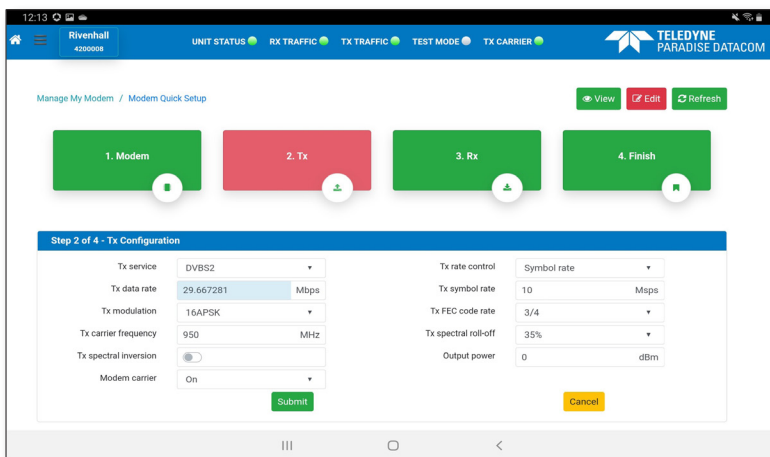 12:13
Rivenhall
4200008
UNIT STATUS RX TRAFFIC TX TRAFFIC TEST MODE TX CARRIER
TELEDYNE
PARADISE DATACOM
Manage My Modem / Modem Quick Setup
View Edit Refresh
1. Modem 2. Tx 3. Rx 4. Finish
Step 2 of 4 - Tx Configuration
Tx service DVBS2 Tx rate control Symbol rate
Tx data rate 29.667281 Mbps Tx symbol rate 10 Msps
Tx modulation 16APSK Tx FEC code rate 3/4
Tx carrier frequency 950 MHz Tx spectral roll-off 35%
Tx spectral inversion Output power 0 dBm
Modem carrier On
Submit Cancel